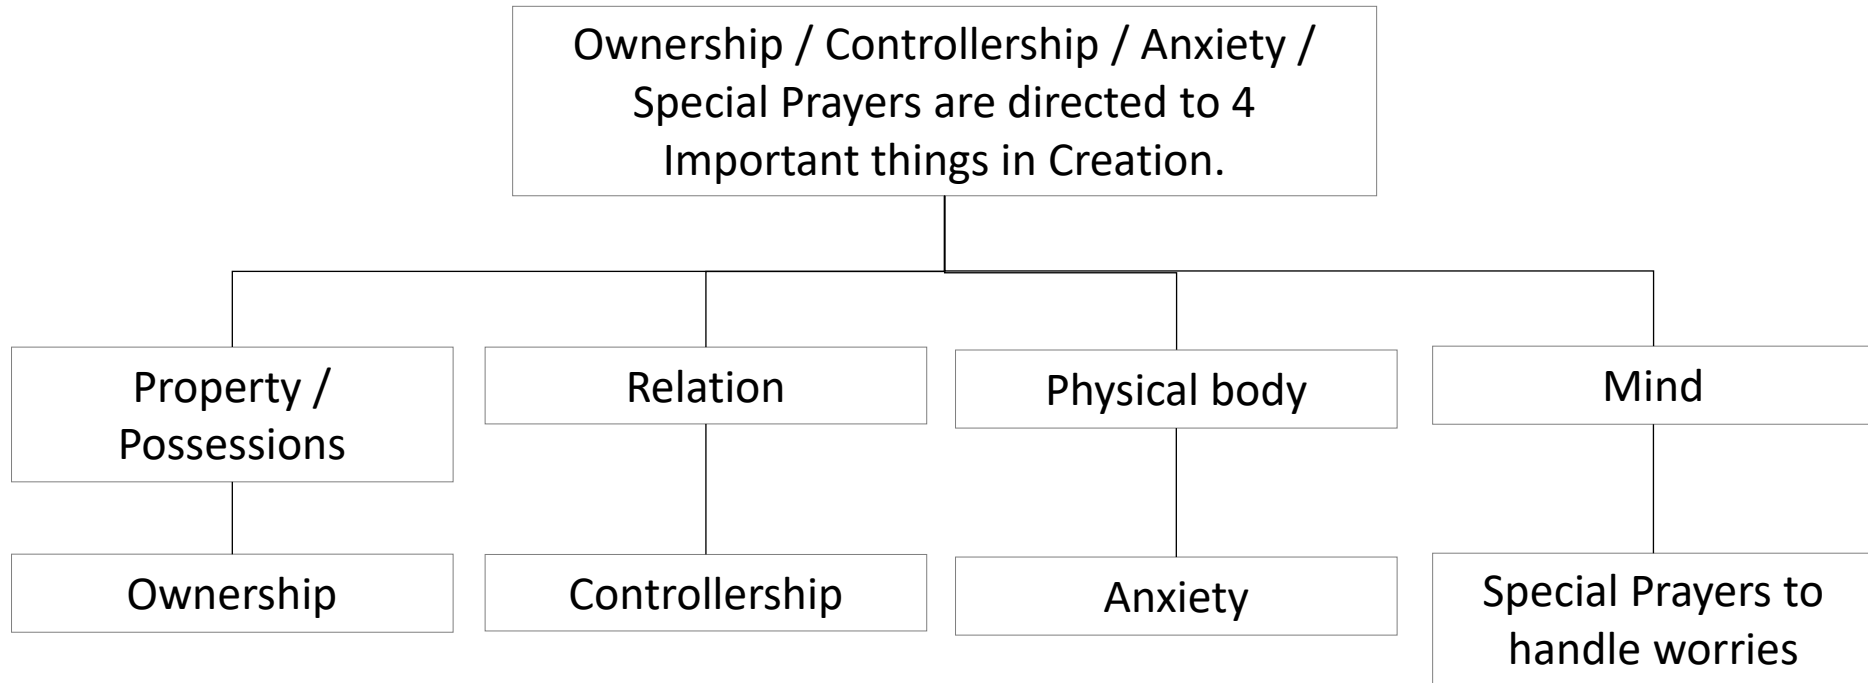 Ownership / Controllership / Anxiety /
Special Prayers are directed to 4
Important things in Creation.
Property /
Possessions
Relation
Physical body
Mind
Ownership
Controllership
Anxiety
Special Prayers to
handle worries